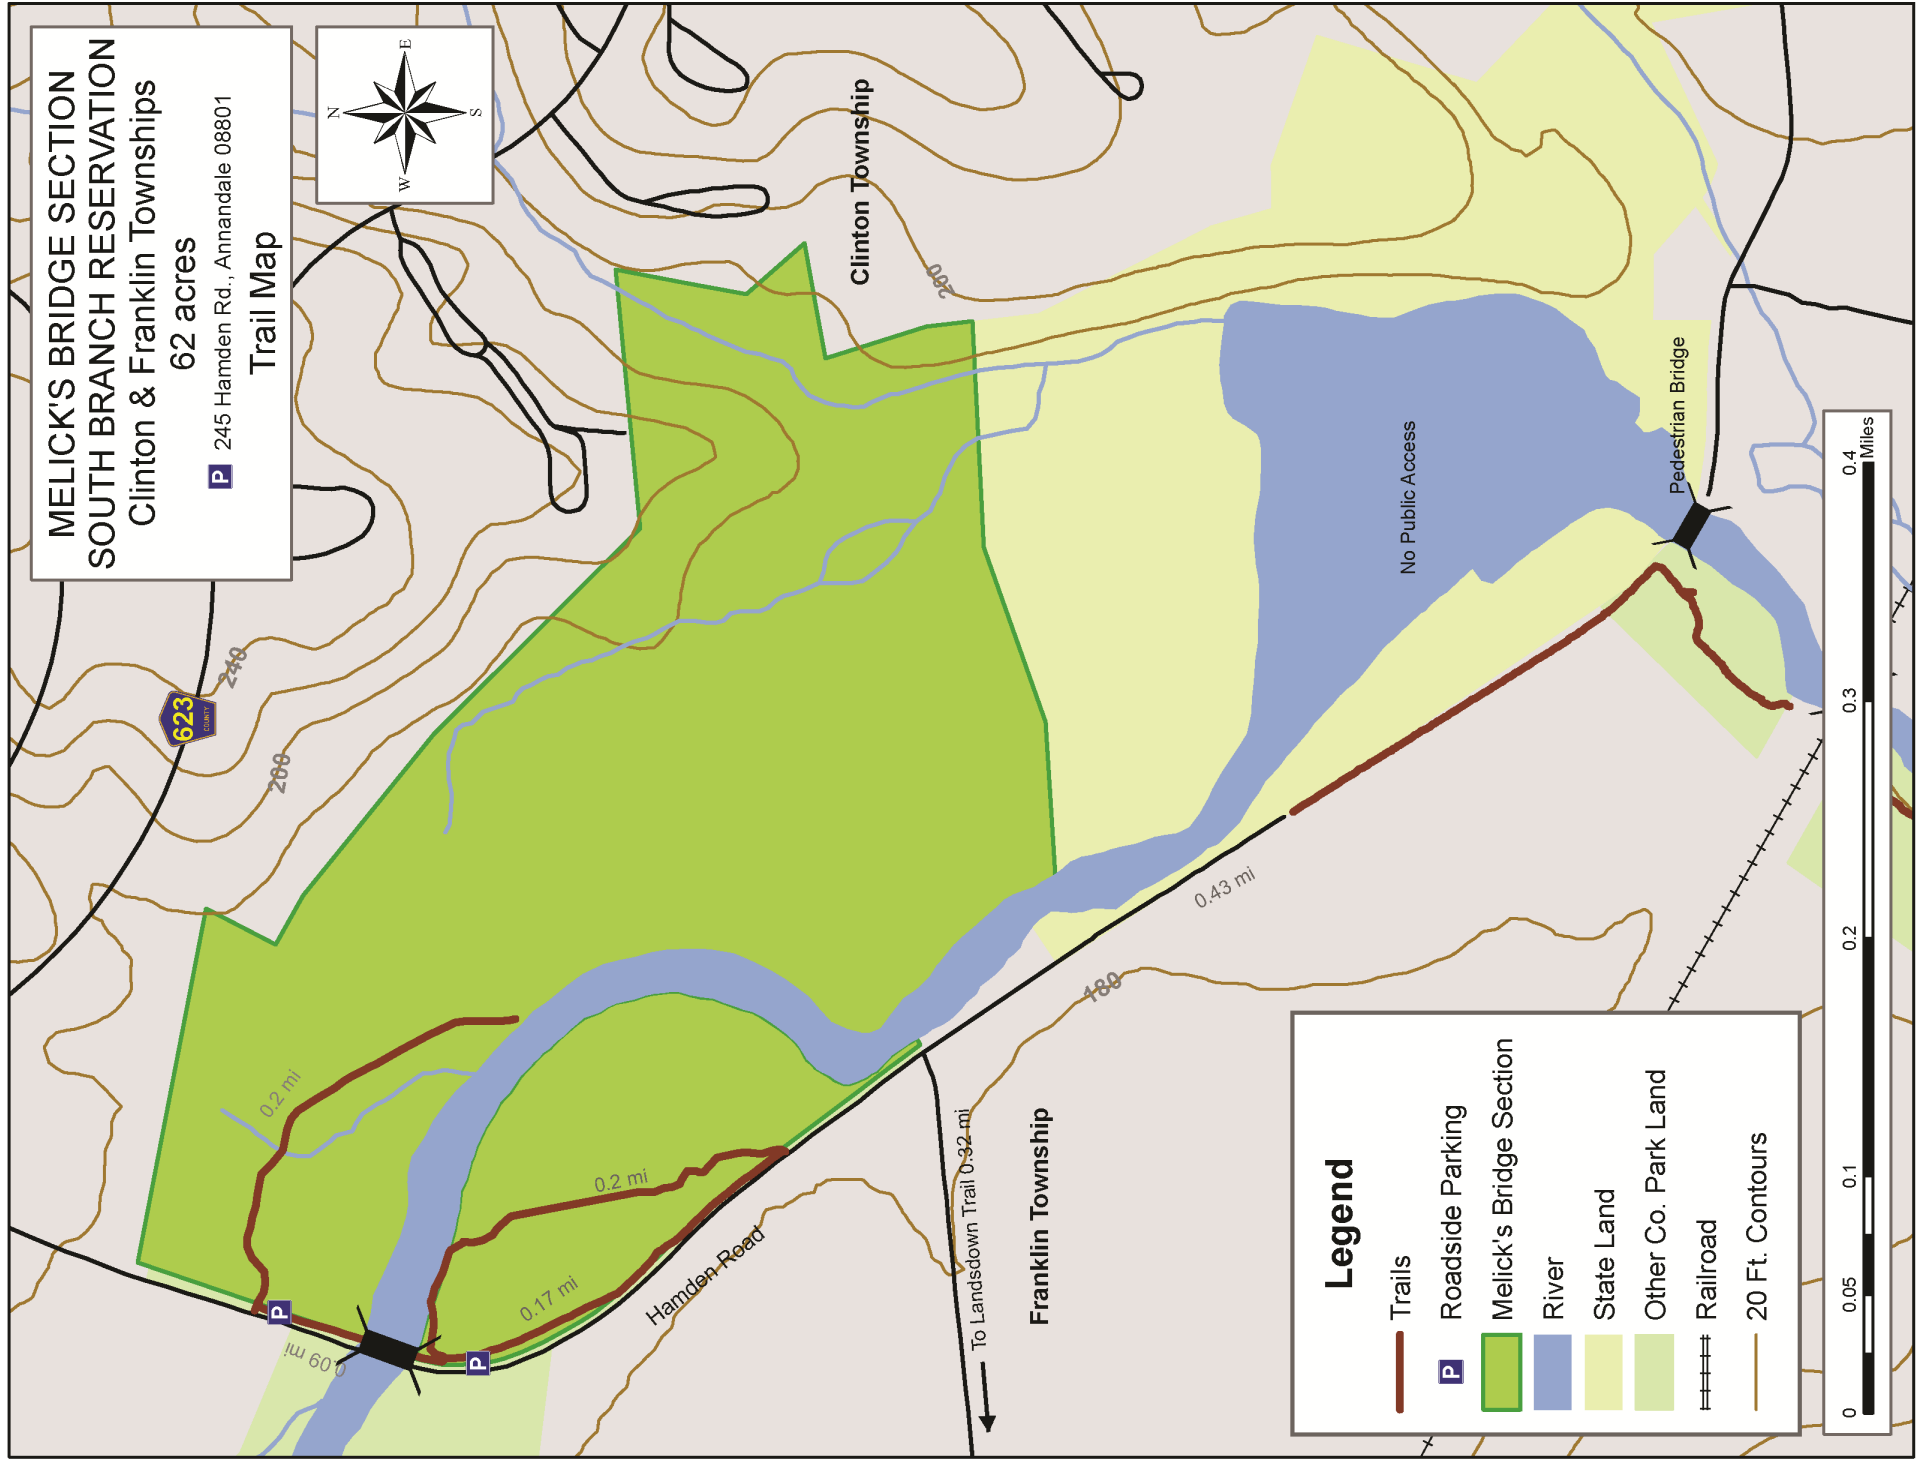 MELICK'S BRIDGE SECTION
SOUTH BRANCH RESERVATION
Clinton & Franklin Townships
62 acres
P 245 Hamden Rd., Annandale 08801
Trail Map
N
E
S
W
623
COUNTY
240
200
200
180
Clinton Township
Franklin Township
No Public Access
Pedestrian Bridge
0.2 mi
0.2 mi
0.17 mi
0.09 mi
0.43 mi
Hamden Road
To Landsdown Trail 0.32 mi
P
P
Legend
Trails
P Roadside Parking
Melick's Bridge Section
River
State Land
Other Co. Park Land
Railroad
20 Ft. Contours
0 0.05 0.1 0.2 0.3 0.4
Miles